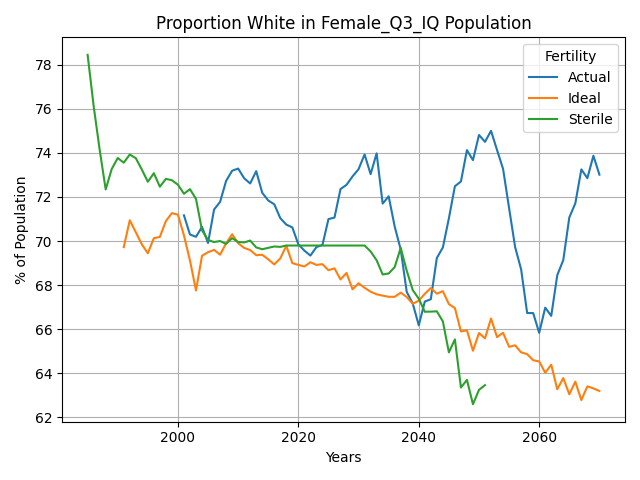 Proportion White in Female_Q3_IQ Population
Fertility
Actual
Ideal
Sterile
% of Population
78
76
74
72
70
68
66
64
62
2000
2020
2040
2060
Years